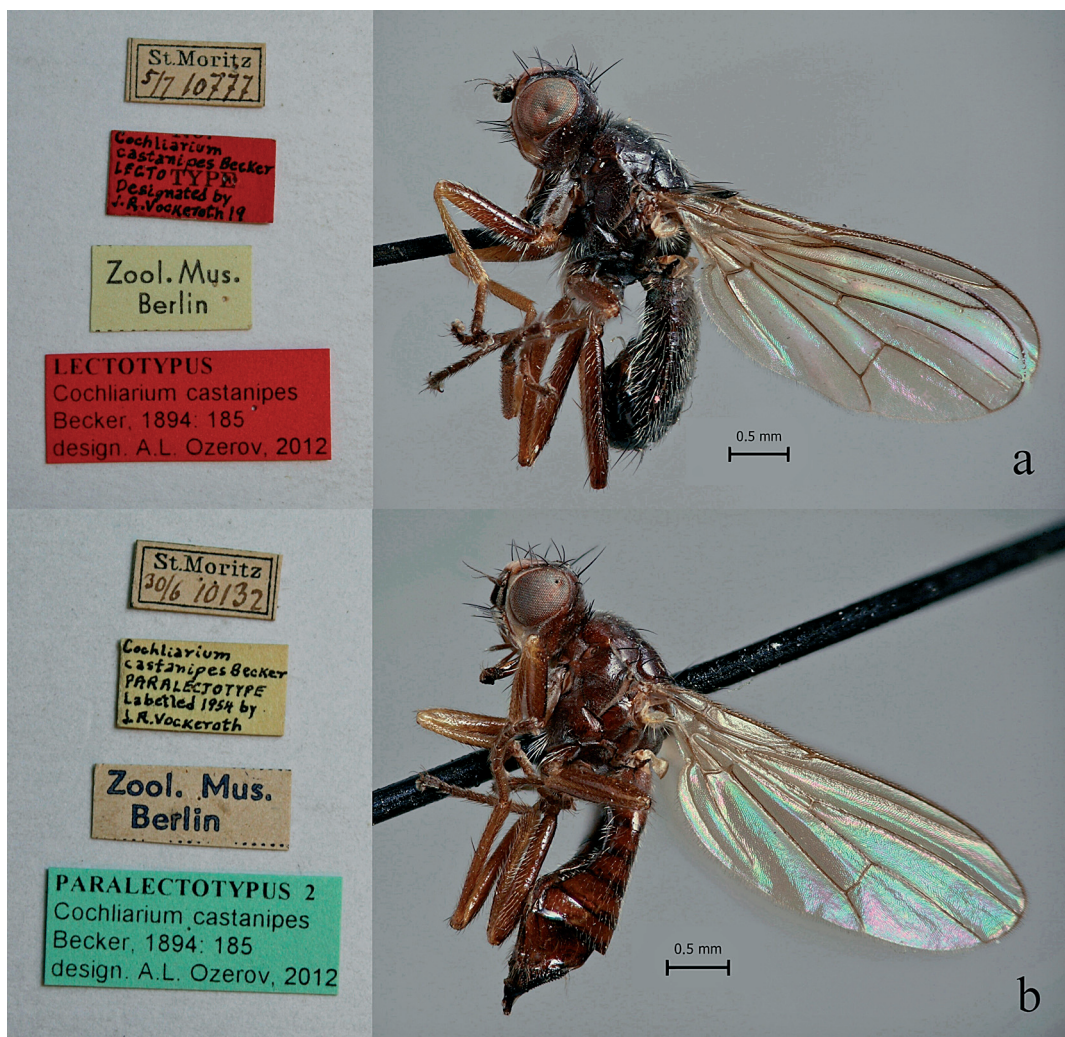 St.Moritz
5/7 10777
Cochliarium
castanipes Becker
LECTOTYPE
Designated by
J.R.Vockeroth 19
Zool. Mus.
Berlin
LECTOTYPUS
Cochliarium castanipes
Becker, 1894: 185
design. A.L. Ozerov, 2012
0.5 mm
a
St.Moritz
30/6 10132
Cochliarium
castanipes Becker
PARALECTOTYPE
Labelled 1954 by
J.R.Vockeroth
Zool. Mus.
Berlin
PARALECTOTYPUS 2
Cochliarium castanipes
Becker, 1894: 185
design. A.L. Ozerov, 2012
0.5 mm
b